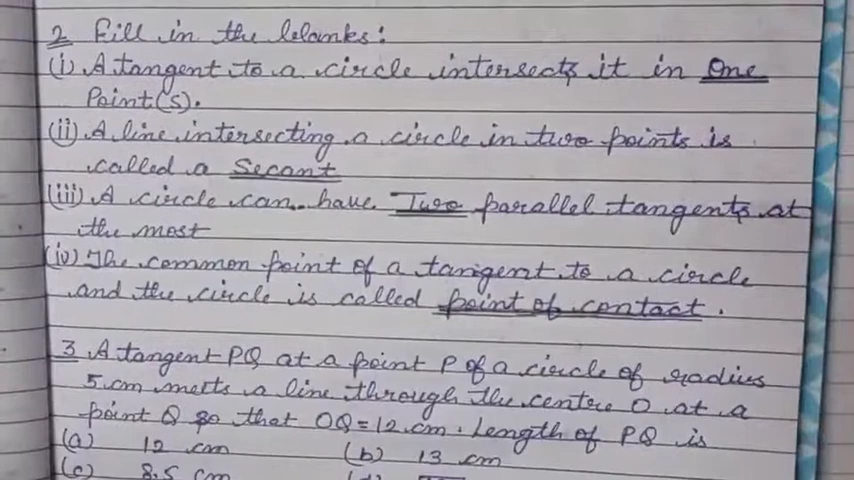 2 Fill in the blanks:
(i) A tangent to a circle intersects it in One
Point(s).
(ii) A line intersecting a circle in two points is
called a Secant
(iii) A circle can have Two parallel tangents at
the most
(iv) The common point of a tangent to a circle
and the circle is called point of contact.
3 A tangent PQ at a point P of a circle of radius
5 cm meets a line through the centre O at a
point Q so that OQ = 12 cm. Length of PQ is
(a) 12 cm (b) 13 cm
(c) 8.5 cm (d)